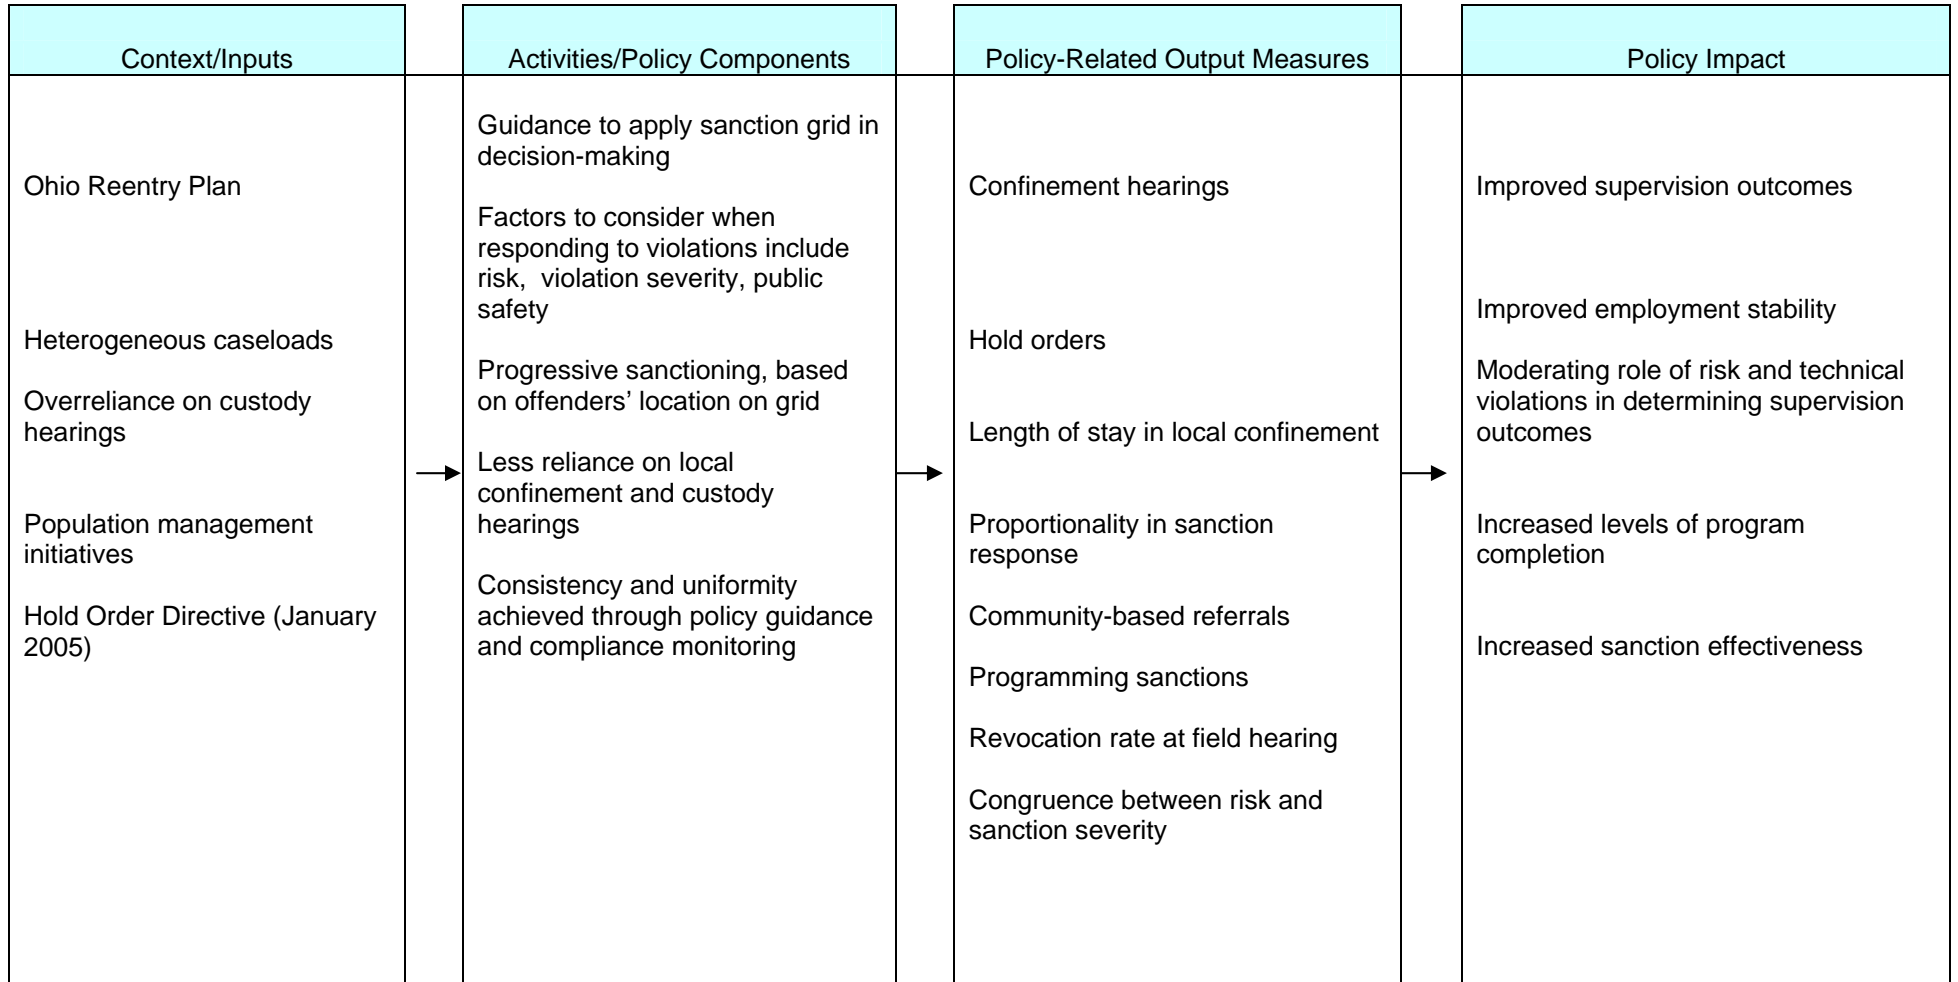 Context/Inputs
Activities/Policy Components
Policy-Related Output Measures
Policy Impact
Ohio Reentry Plan
Heterogeneous caseloads
Overreliance on custody
hearings
Population management
initiatives
Hold Order Directive (January
2005)
Guidance to apply sanction grid in
decision-making
Factors to consider when
responding to violations include
risk,  violation severity, public
safety
Progressive sanctioning, based
on offenders’ location on grid
Less reliance on local
confinement and custody
hearings
Consistency and uniformity
achieved through policy guidance
and compliance monitoring
Confinement hearings
Hold orders
Length of stay in local confinement
Proportionality in sanction
response
Community-based referrals
Programming sanctions
Revocation rate at field hearing
Congruence between risk and
sanction severity
Improved supervision outcomes
Improved employment stability
Moderating role of risk and technical
violations in determining supervision
outcomes
Increased levels of program
completion
Increased sanction effectiveness